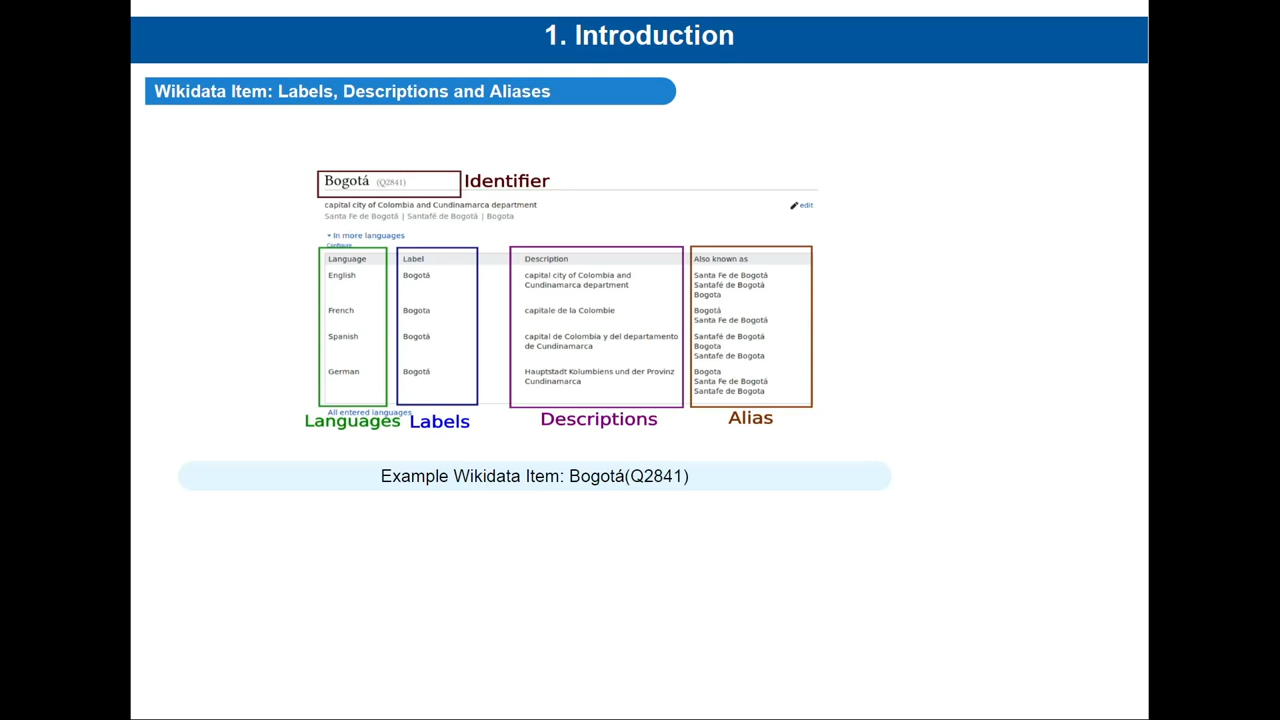 1. Introduction
Wikidata Item: Labels, Descriptions and Aliases
Bogotá (Q2841) Identifier
capital city of Colombia and Cundinamarca department
edit
Santa Fe de Bogotá | Santafé de Bogotá | Bogota
In more languages
Configure
Language Label Description Also known as
English Bogotá capital city of Colombia and Santa Fe de Bogotá
Cundinamarca department Santafé de Bogotá
Bogota
French Bogota capitale de la Colombie Bogotá
Santa Fe de Bogotá
Spanish Bogotá capital de Colombia y del departamento Santafé de Bogotá
de Cundinamarca Bogota
Santafe de Bogota
German Bogotá Hauptstadt Kolumbiens und der Provinz Bogota
Cundinamarca Santa Fe de Bogotá
Santafe de Bogota
All entered languages
Languages Labels Descriptions Alias
Example Wikidata Item: Bogotá(Q2841)